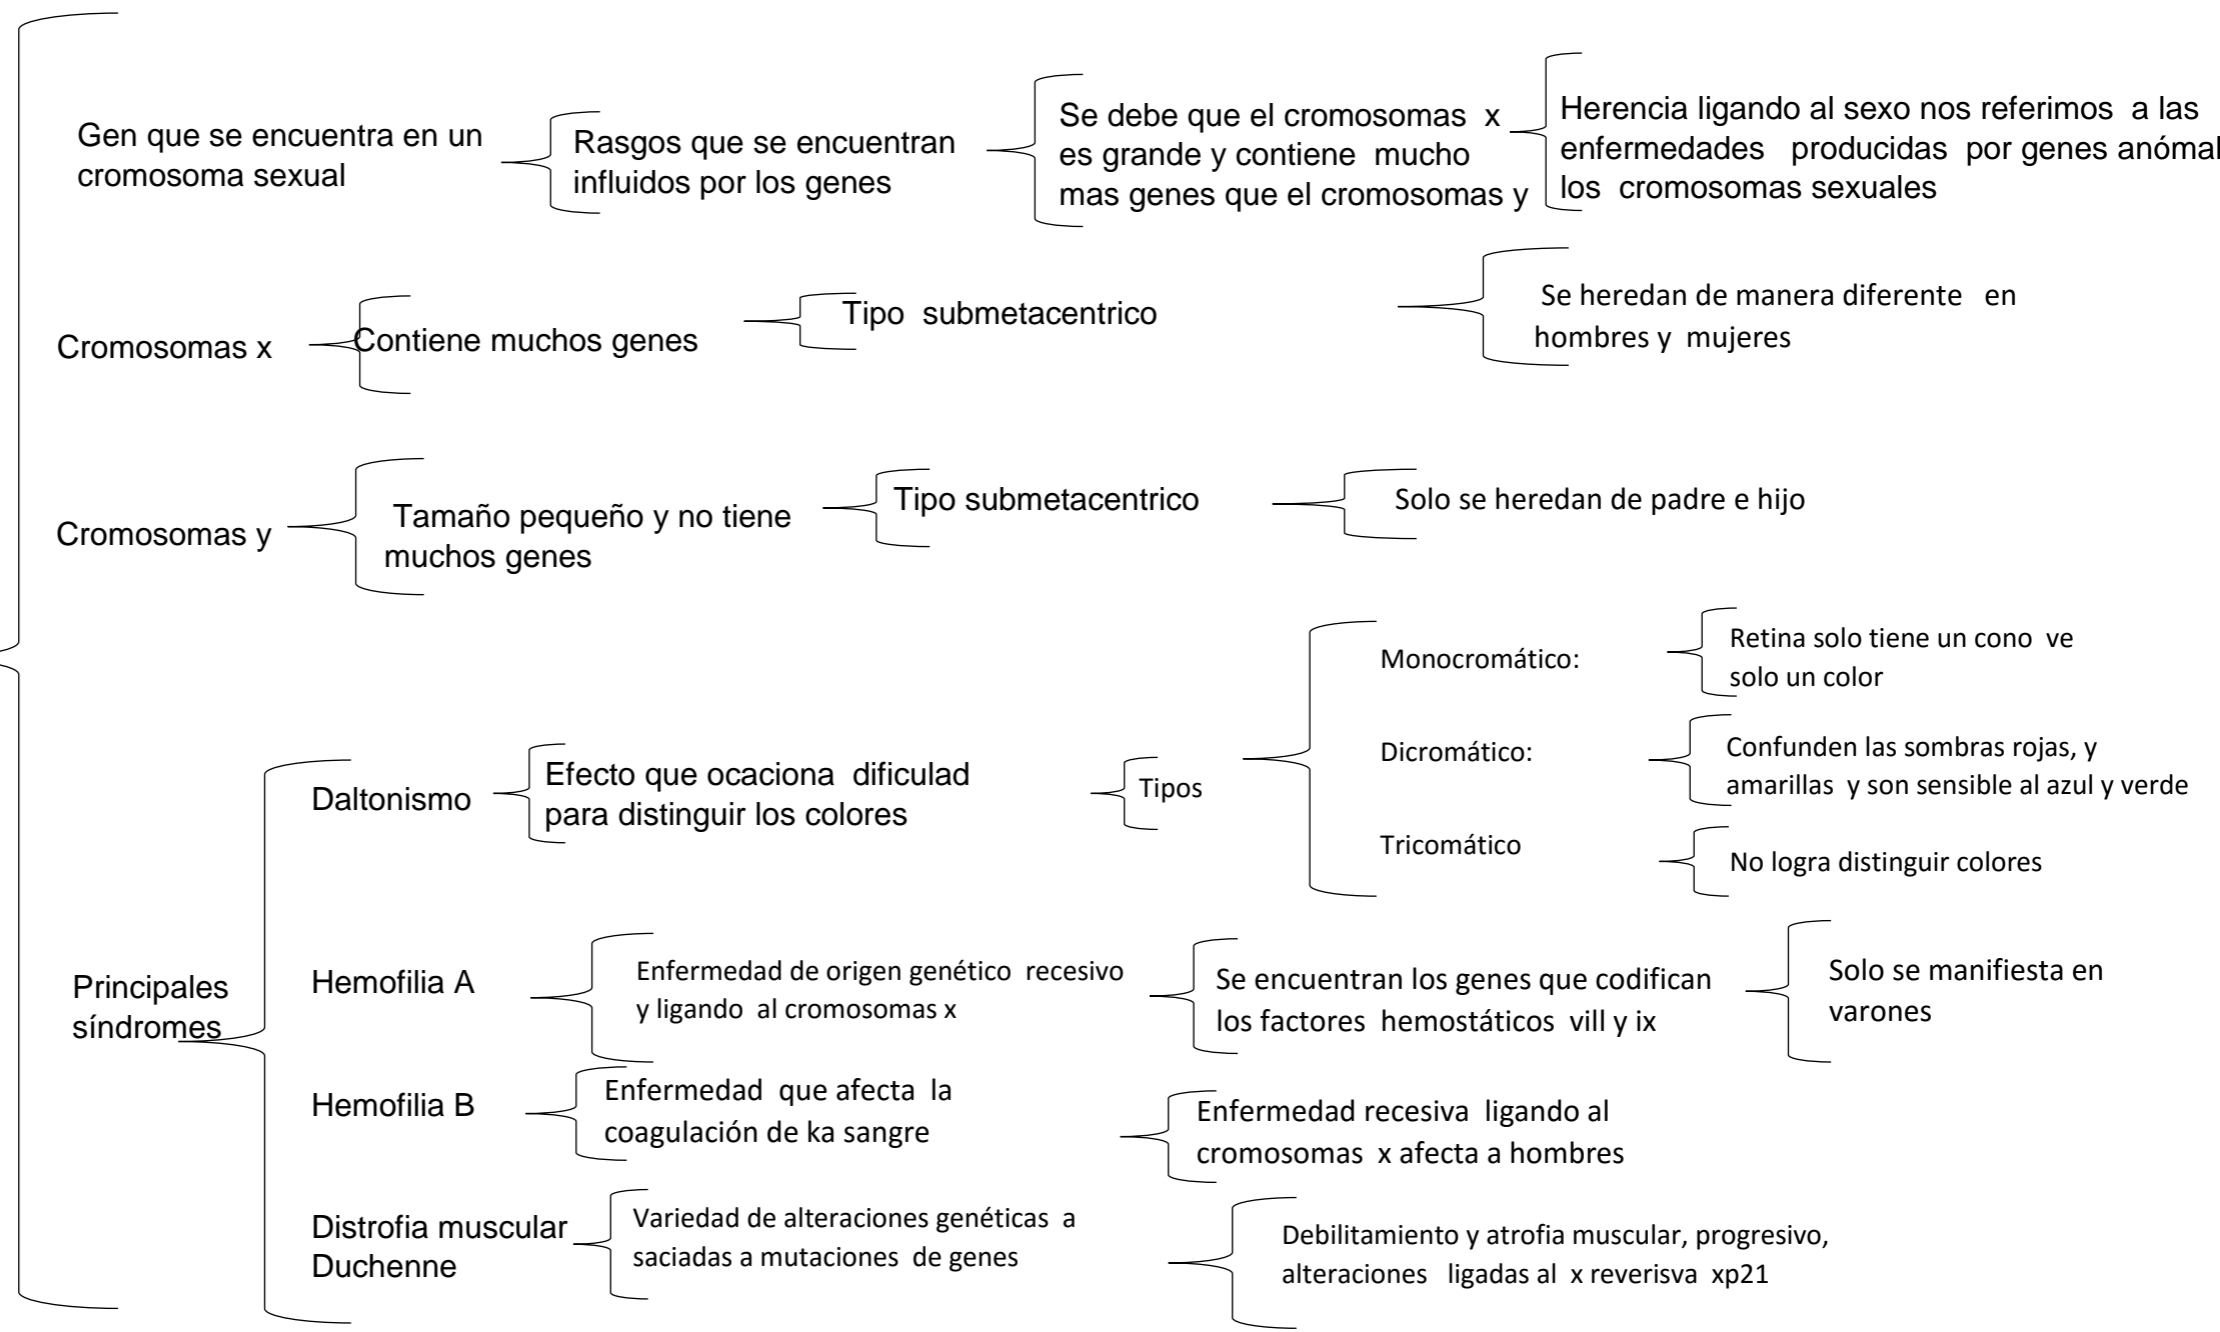 Gen que se encuentra en un
cromosoma sexual
Rasgos que se encuentran
influidos por los genes
Se debe que el cromosomas x
es grande y contiene mucho
mas genes que el cromosomas y
Herencia ligando al sexo nos referimos a las
enfermedades producidas por genes anómal
los cromosomas sexuales
Cromosomas x
Contiene muchos genes
Tipo submetacentrico
Se heredan de manera diferente en
hombres y mujeres
Cromosomas y
Tamaño pequeño y no tiene
muchos genes
Tipo submetacentrico
Solo se heredan de padre e hijo
Principales
síndromes
Daltonismo
Efecto que ocaciona dificulad
para distinguir los colores
Tipos
Monocromático:
Retina solo tiene un cono ve
solo un color
Dicromático:
Confunden las sombras rojas, y
amarillas y son sensible al azul y verde
Tricomático
No logra distinguir colores
Hemofilia A
Enfermedad de origen genético recesivo
y ligando al cromosomas x
Se encuentran los genes que codifican
los factores hemostáticos vill y ix
Solo se manifiesta en
varones
Hemofilia B
Enfermedad que afecta la
coagulación de ka sangre
Enfermedad recesiva ligando al
cromosomas x afecta a hombres
Distrofia muscular
Duchenne
Variedad de alteraciones genéticas a
saciadas a mutaciones de genes
Debilitamiento y atrofia muscular, progresivo,
alteraciones ligadas al x reverisva xp21